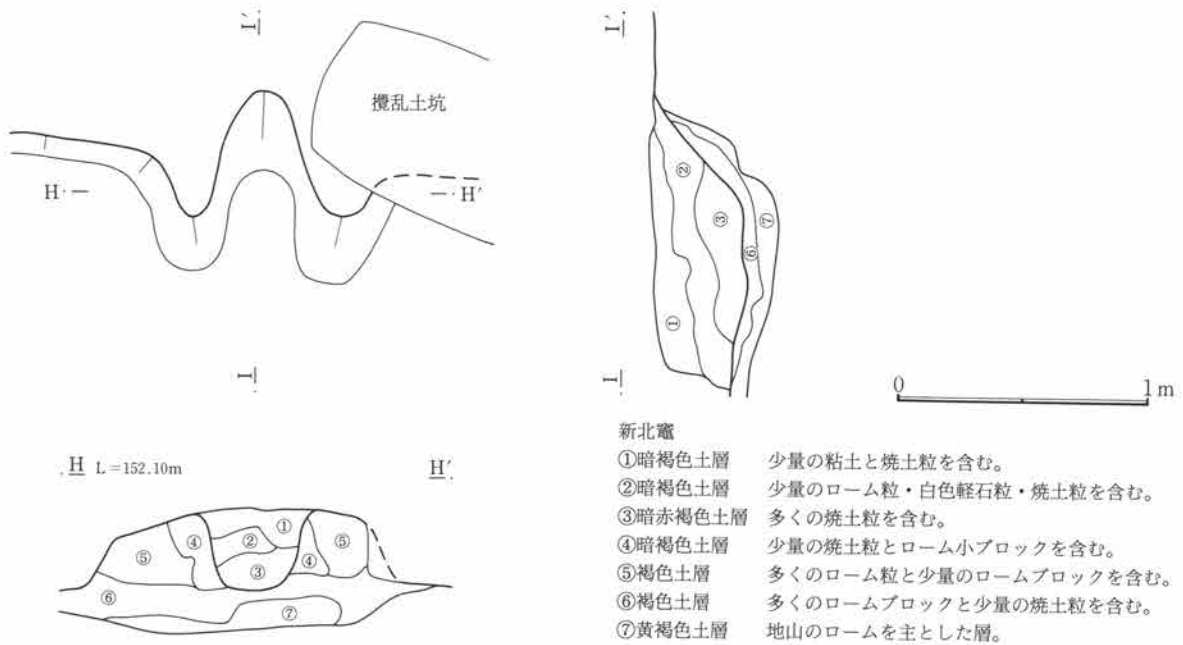 I′
攪乱土坑
H
H′
I
H L=152.10m H′
①
②
③
④
④
⑤
⑤
⑥
⑦
I′
②
③
⑦
⑥
①
I
0 1m
新北竈
①暗褐色土層 少量の粘土と焼土粒を含む。
②暗褐色土層 少量のローム粒・白色軽石粒・焼土粒を含む。
③暗赤褐色土層 多くの焼土粒を含む。
④暗褐色土層 少量の焼土粒とローム小ブロックを含む。
⑤褐色土層 多くのローム粒と少量のロームブロックを含む。
⑥褐色土層 多くのロームブロックと少量の焼土粒を含む。
⑦黄褐色土層 地山のロームを主とした層。